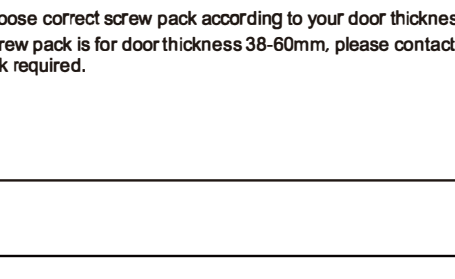 oose correct screw pack according to your door thicknes
rew pack is for door thickness 38-60mm, please contact
k required.